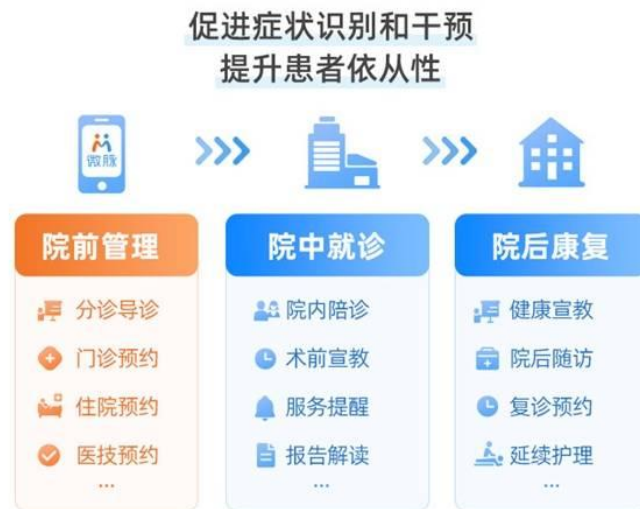 促进症状识别和干预
提升患者依从性
微脉
院前管理
分诊导诊
门诊预约
住院预约
医技预约
...
院中就诊
院内陪诊
术前宣教
服务提醒
报告解读
...
院后康复
健康宣教
院后随访
复诊预约
延续护理
...